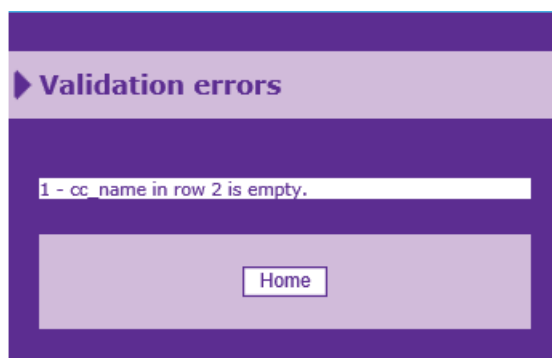 Validation errors
1 - cc_name in row 2 is empty.
Home